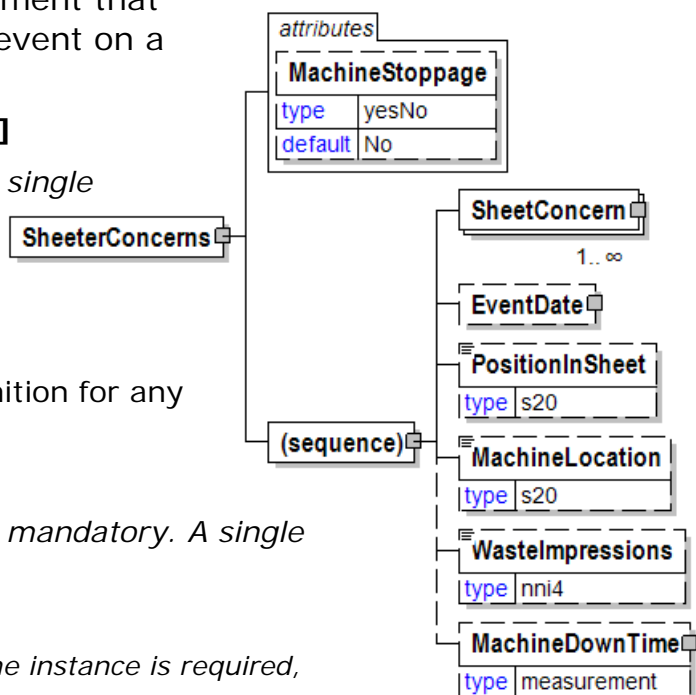 ment that
event on a
]
single
nition for any
mandatory. A single
ne instance is required,
attributes
MachineStoppage
type yesNo
default No
SheeterConcerns
(sequence)
SheetConcern
1.. ∞
EventDate
PositionInSheet
type s20
MachineLocation
type s20
WasteImpressions
type nni4
MachineDownTime
type measurement